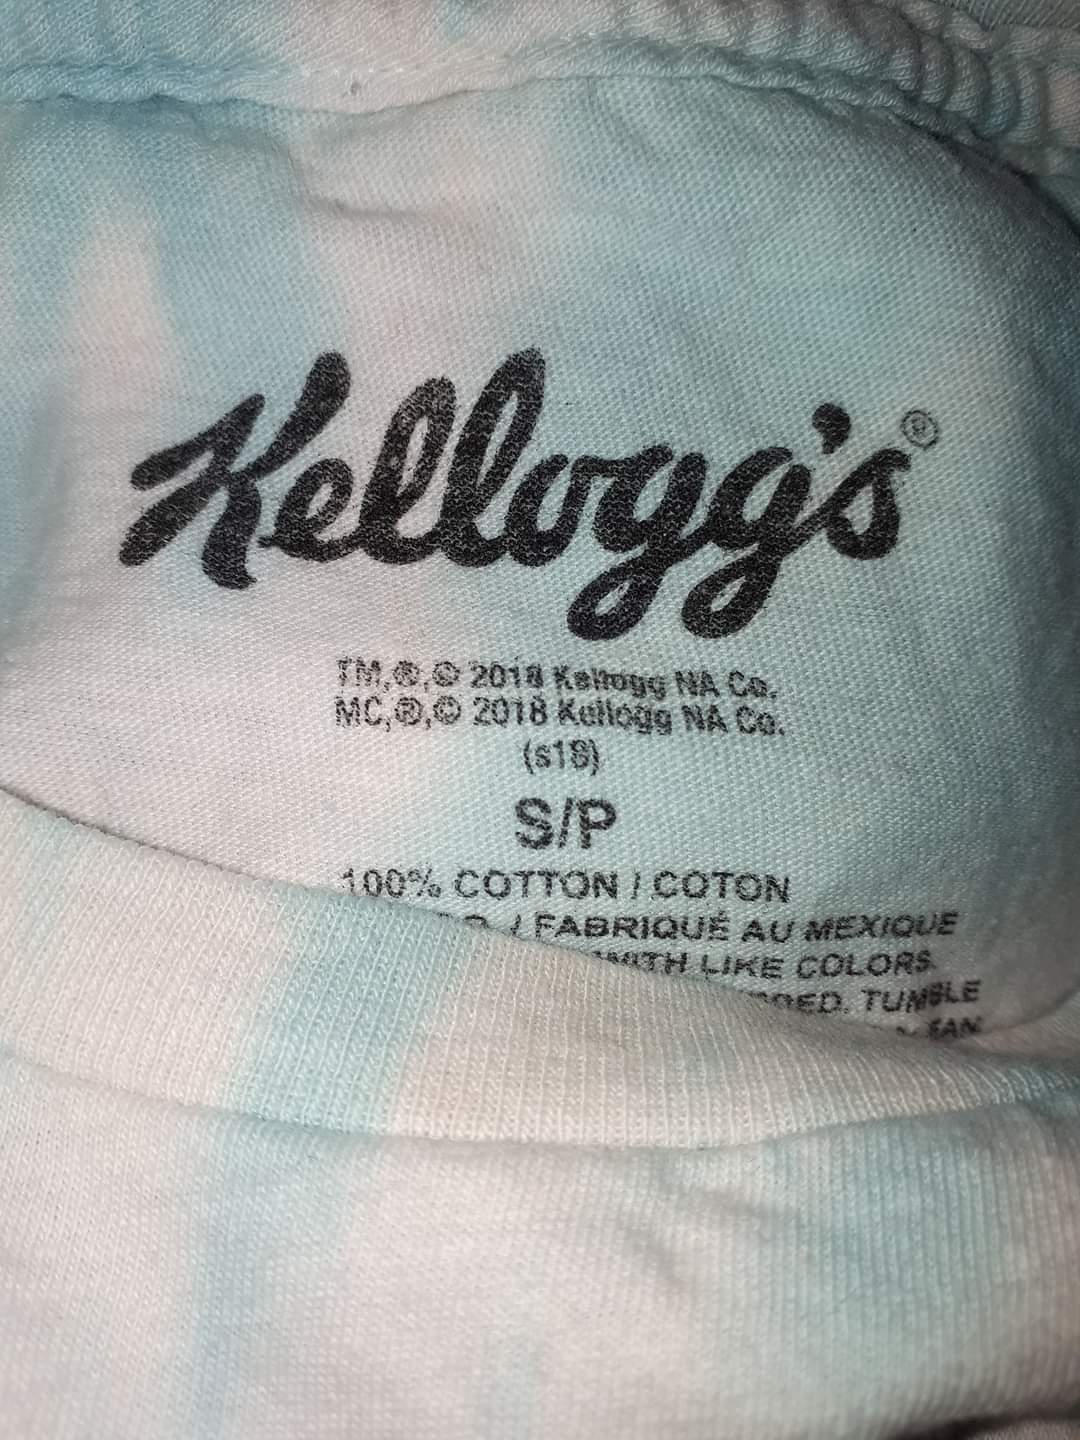 Kellogg's®
TM,®,© 2018 Kellogg NA Co.
MC,®,© 2018 Kellogg NA Co.
(s18)
S/P
100% COTTON / COTON
/ FABRIQUÉ AU MEXIQUE
WITH LIKE COLORS.
TUMBLE